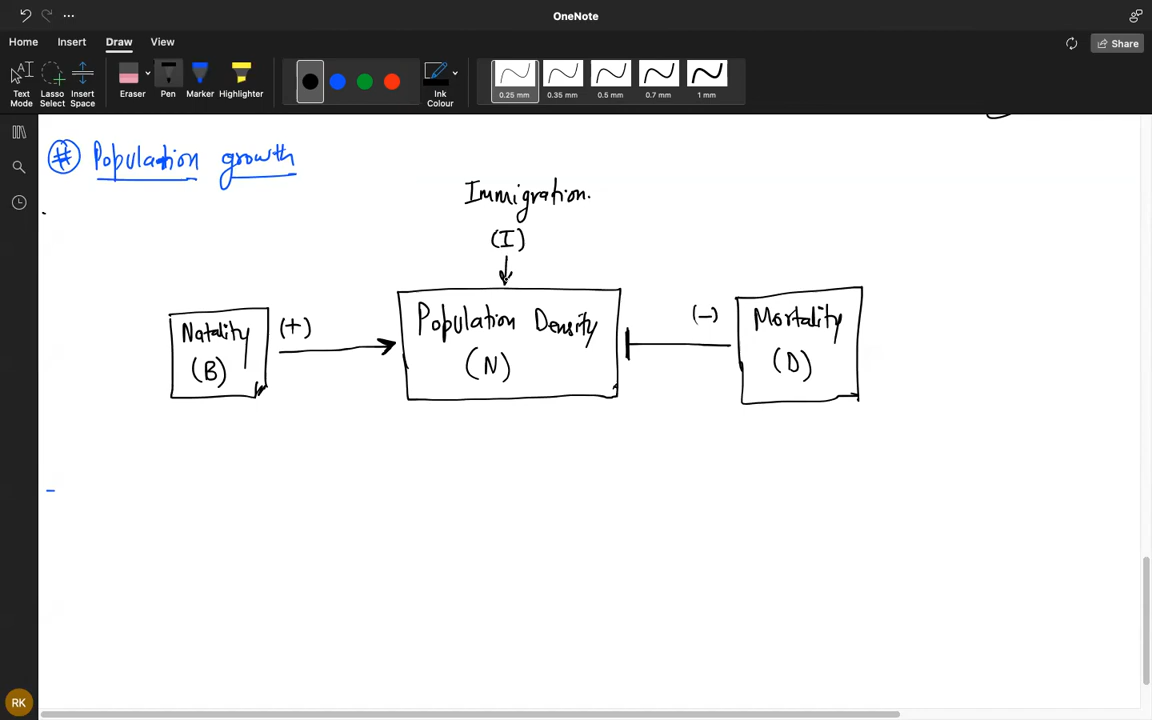 OneNote
Home Insert Draw View
Share
Text Mode
Lasso Select
Insert Space
Eraser
Pen
Marker
Highlighter
Ink Colour
0.25 mm
0.35 mm
0.5 mm
0.7 mm
1 mm
# Population growth
Immigration.
(I)
Natality
(B)
(+)
Population Density
(N)
(-)
Mortality
(D)
RK